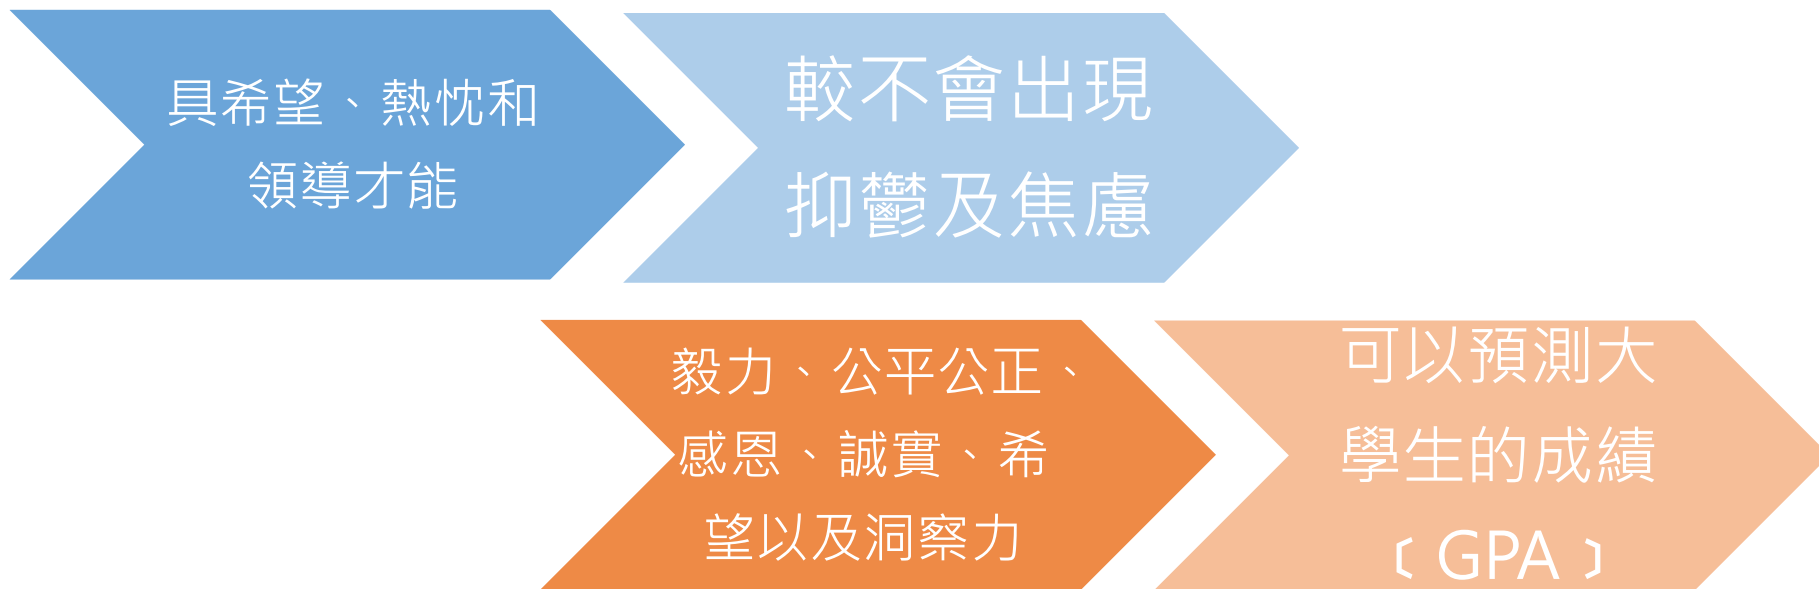 具希望、熱忱和
領導才能
較不會出現
抑鬱及焦慮
毅力、公平公正、
感恩、誠實、希
望以及洞察力
可以預測大
學生的成績
﹝GPA﹞